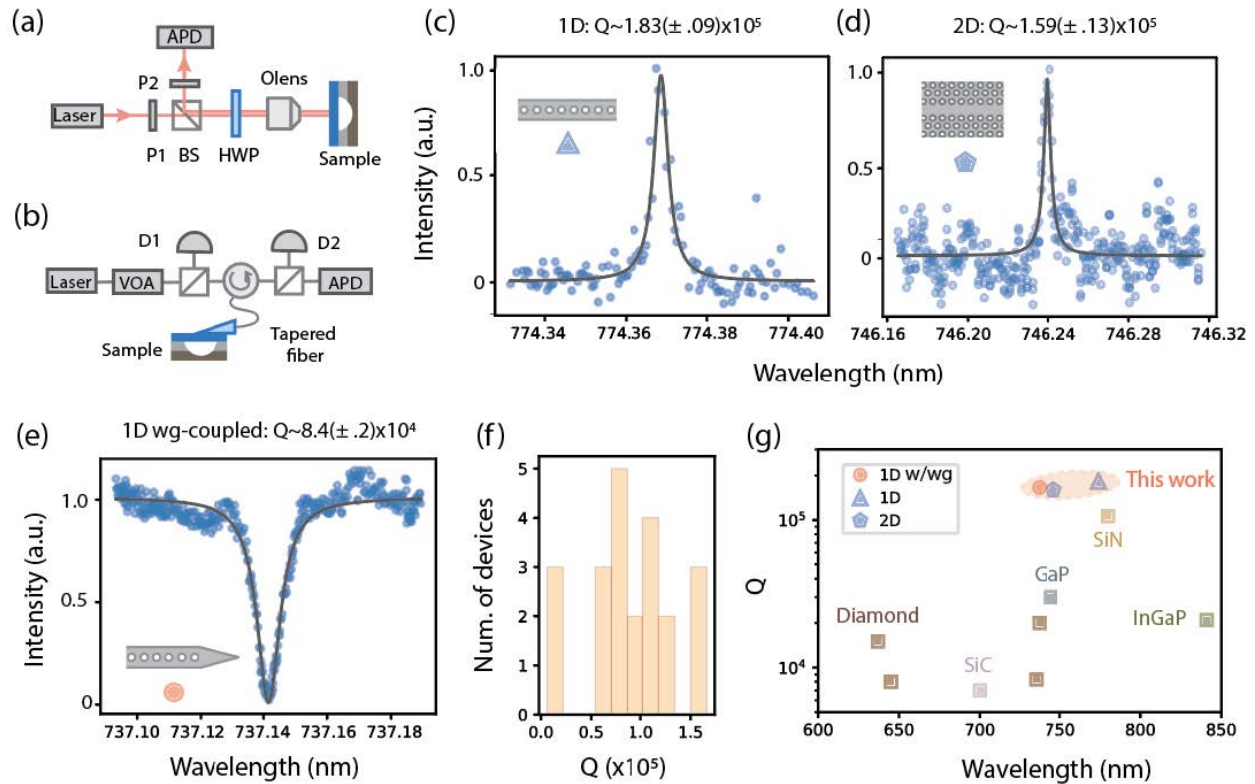 (a)
APD
P2
Olens
Laser
P1 BS HWP
Sample
(b)
D1
D2
Laser VOA APD
Sample
Tapered
fiber
(c)
1D: Q~1.83(± .09)x10⁵
Intensity (a.u.)
1.0
0.5
0
774.34 774.36 774.38 774.40
(d)
2D: Q~1.59(± .13)x10⁵
1.0
0.5
0
746.16 746.20 746.24 746.28 746.32
Wavelength (nm)
(e)
1D wg-coupled: Q~8.4(± .2)x10⁴
Intensity (a.u.)
1.0
0.5
0
737.10 737.12 737.14 737.16 737.18
Wavelength (nm)
(f)
Num. of devices
5
4
3
2
1
0
0.0 0.5 1.0 1.5
Q (x10⁵)
(g)
1D w/wg
1D
2D
This work
SiN
GaP
InGaP
Diamond
SiC
Q
10⁵
10⁴
600 650 700 750 800 850
Wavelength (nm)